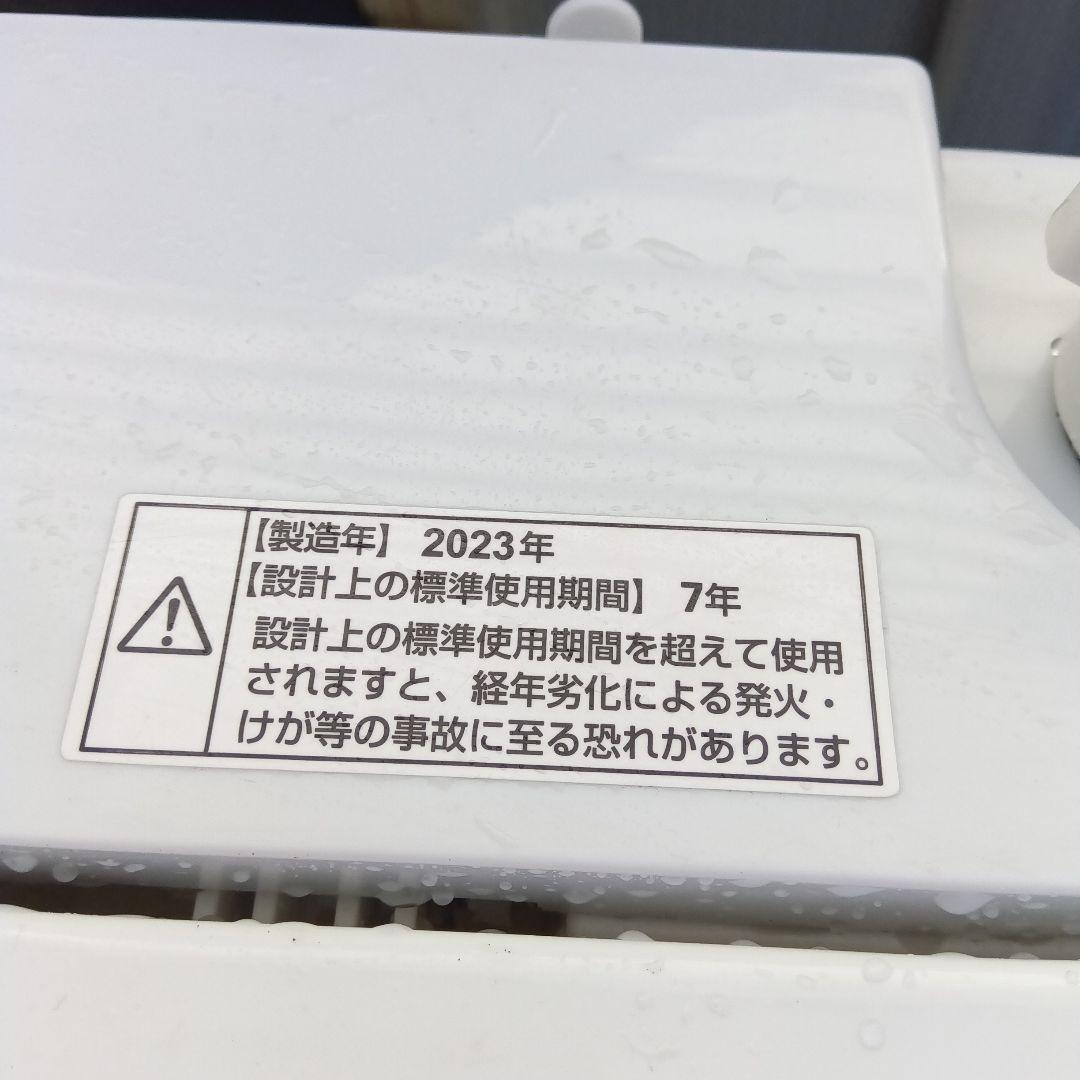 【製造年】 2023年
【設計上の標準使用期間】 7年
設計上の標準使用期間を超えて使用
されますと、経年劣化による発火・
けが等の事故に至る恐れがあります。